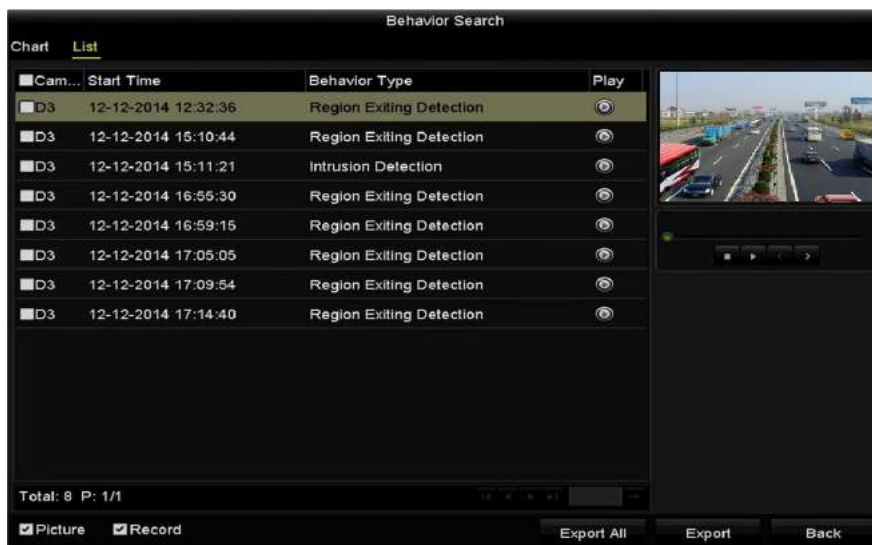 Behavior Search
Chart List
Cam... Start Time Behavior Type Play
D3 12-12-2014 12:32:36 Region Exiting Detection
D3 12-12-2014 15:10:44 Region Exiting Detection
D3 12-12-2014 15:11:21 Intrusion Detection
D3 12-12-2014 16:55:30 Region Exiting Detection
D3 12-12-2014 16:59:15 Region Exiting Detection
D3 12-12-2014 17:05:05 Region Exiting Detection
D3 12-12-2014 17:09:54 Region Exiting Detection
D3 12-12-2014 17:14:40 Region Exiting Detection
Total: 8 P: 1/1
Picture Record Export All Export Back